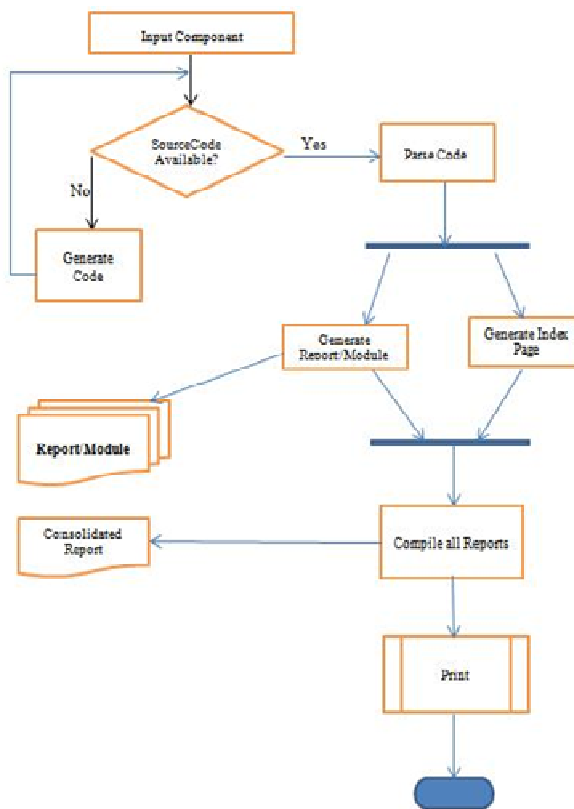 Input Component
SourceCode
Available?
Yes
Parse Code
No
Generate
Code
Generate
Report/Module
Generate Index
Page
Report/Module
Consolidated
Report
Compile all Reports
Print